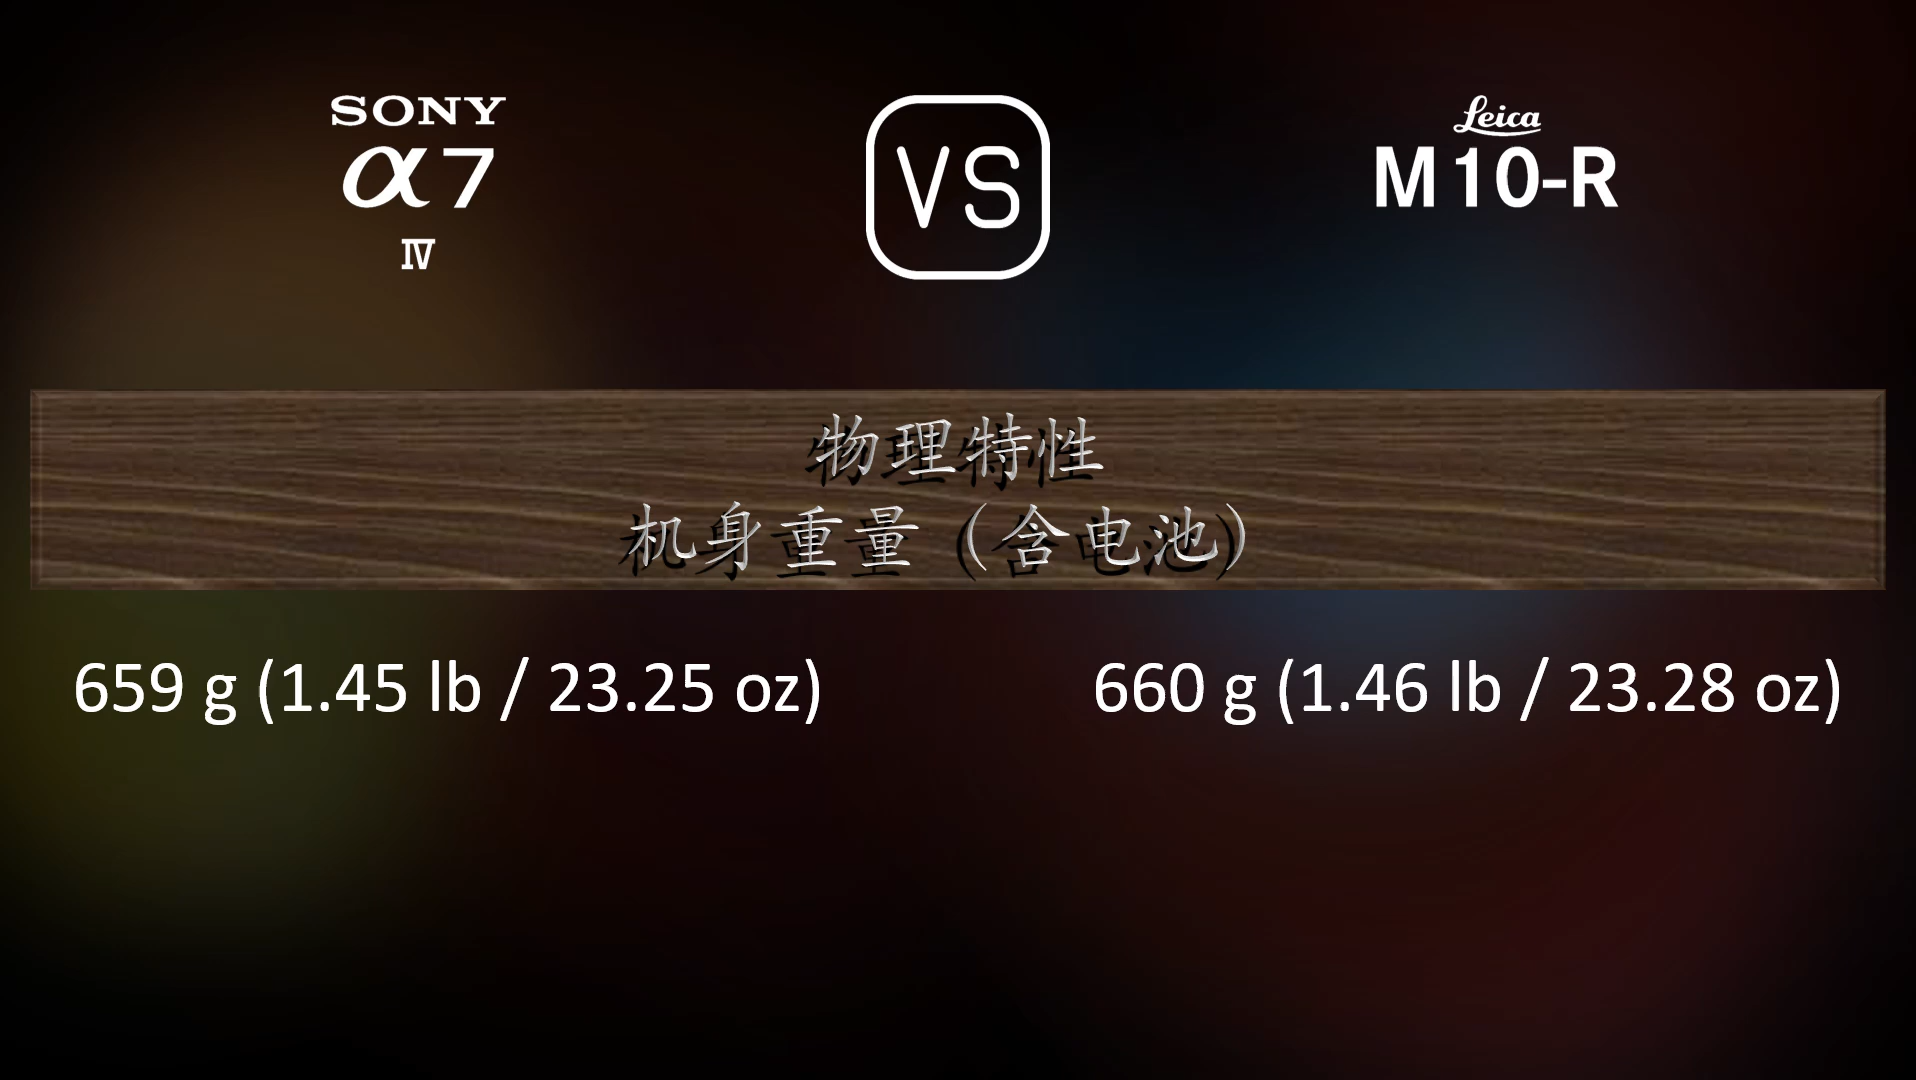 SONY
α7
IV
VS
Leica
M10-R
物理特性
机身重量（含电池）
659 g (1.45 lb / 23.25 oz)
660 g (1.46 lb / 23.28 oz)